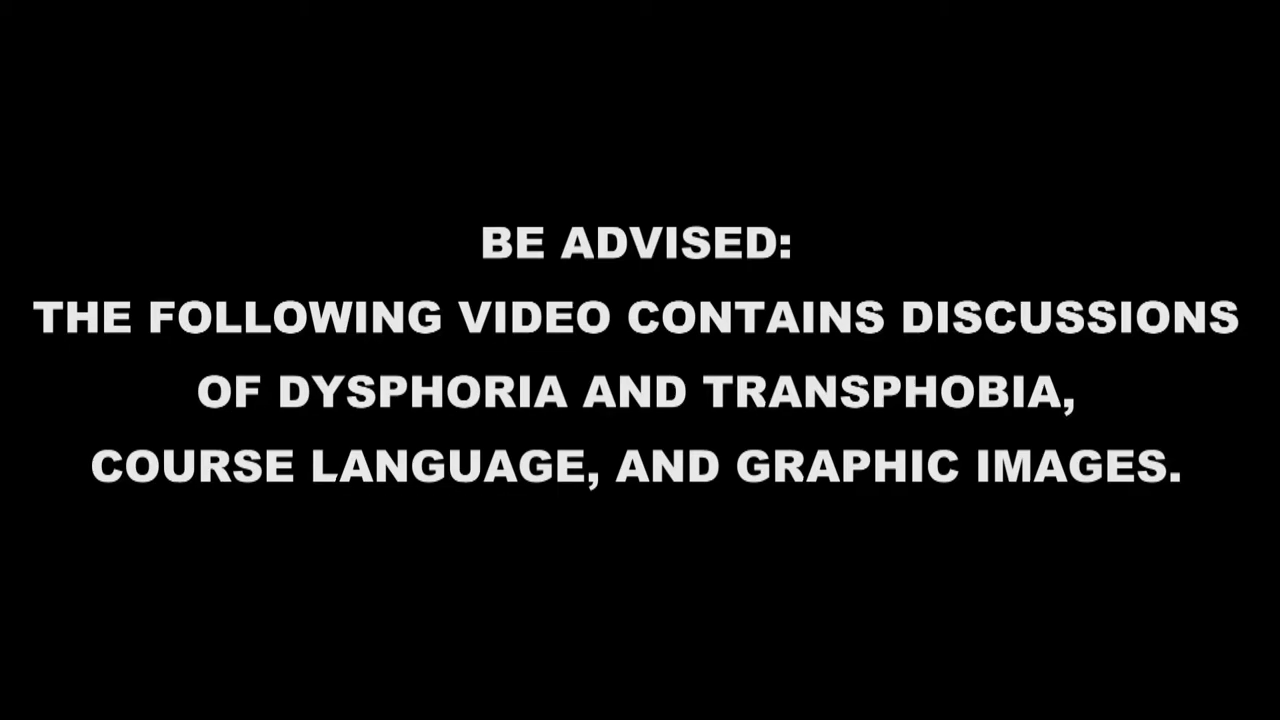 BE ADVISED:
THE FOLLOWING VIDEO CONTAINS DISCUSSIONS
OF DYSPHORIA AND TRANSPHOBIA,
COURSE LANGUAGE, AND GRAPHIC IMAGES.